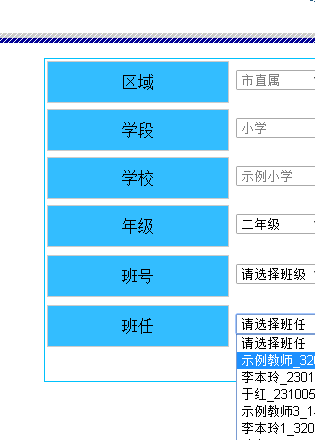 区域 市直属
学段 小学
学校 示例小学
年级 二年级
班号 请选择班级
班任 请选择班任
请选择班任
示例教师_320
李本玲_2301
于红_231005
示例教师3_1
李本玲1_320